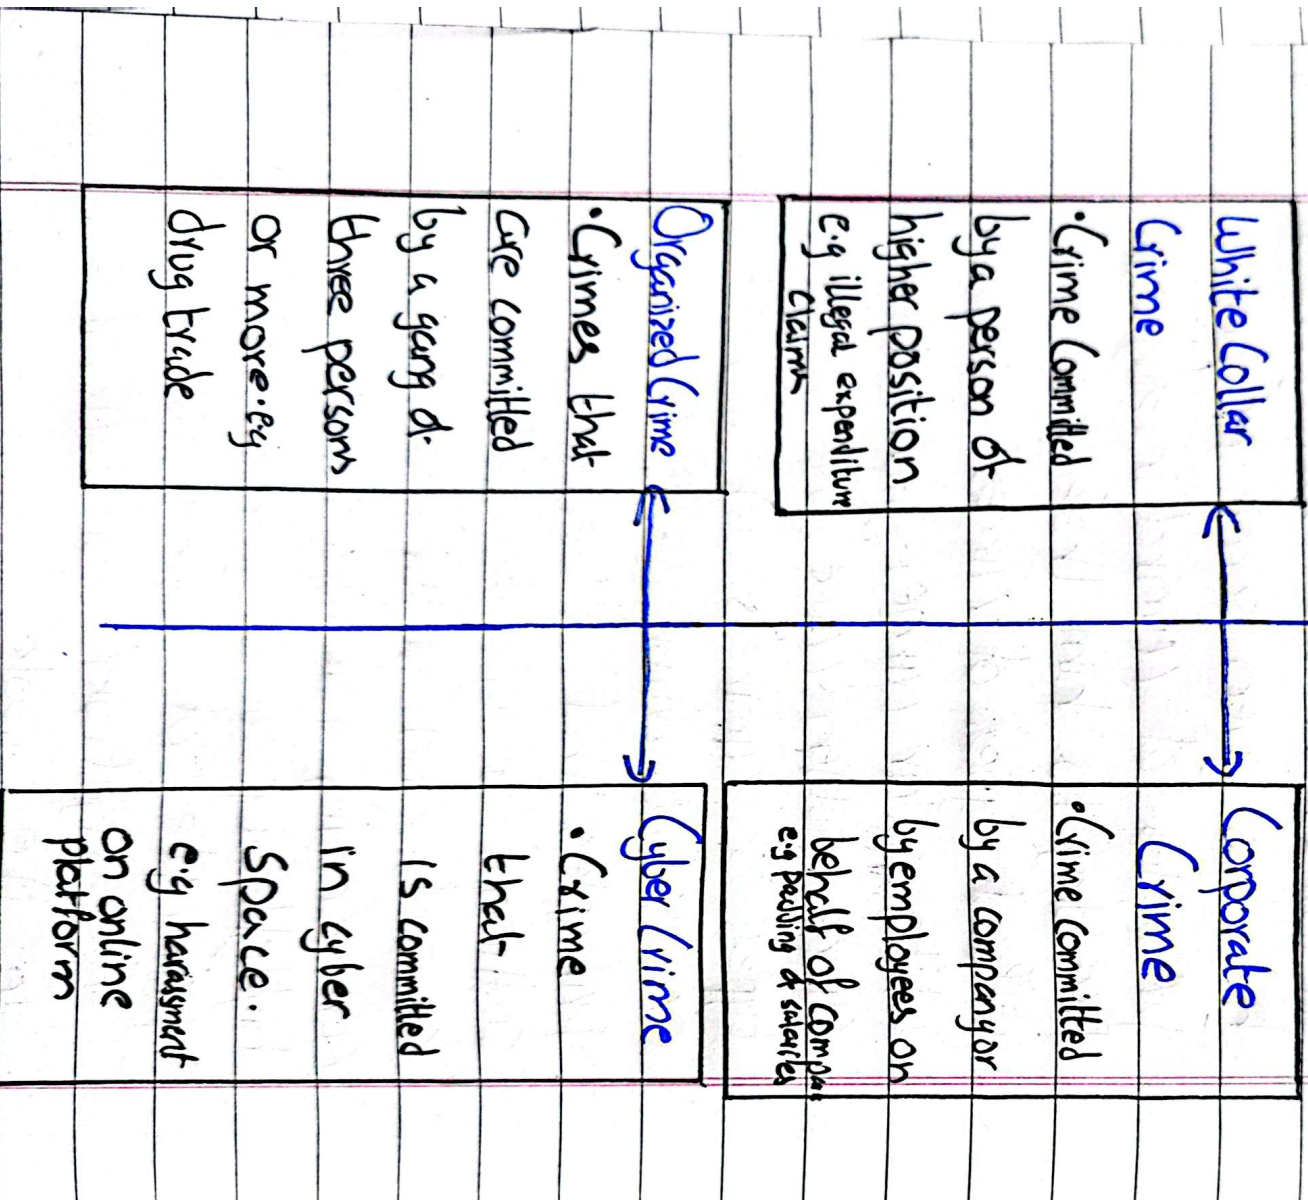 White Collar
Crime
• Crime Committed
by a person of
higher position
e.g illegal expenditure
claims
Corporate
Crime
• Crime committed
by a company or
by employees on
behalf of
e.g of salaries
Organized Crime
• Crimes that
are committed
by a gang of
three persons
or more. e.g
drug trade
Cyber Crime
• Crime
that
is committed
in cyber
space.
e.g harassment
on online
platform